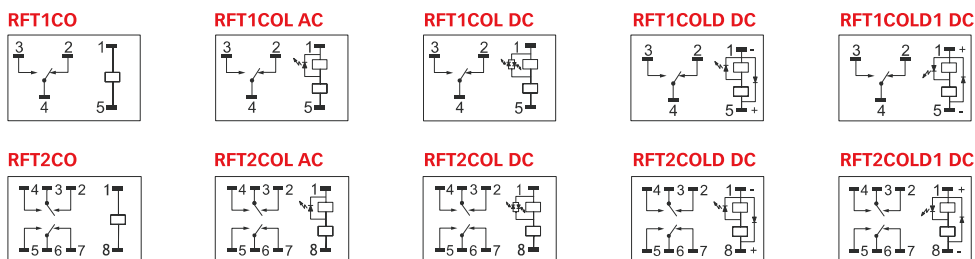 RFT1CO RFT1COL AC RFT1COL DC RFT1COLD DC RFT1COLD1 DC
3 2 1 3 2 1 3 2 1 3 2 1 - 3 2 1 +
4 5 4 5 4 5 4 5 + 4 5 -
RFT2CO RFT2COL AC RFT2COL DC RFT2COLD DC RFT2COLD1 DC
4 3 2 1 4 3 2 1 4 3 2 1 4 3 2 1 - 4 3 2 1 +
5 6 7 8 5 6 7 8 5 6 7 8 5 6 7 8 + 5 6 7 8 -